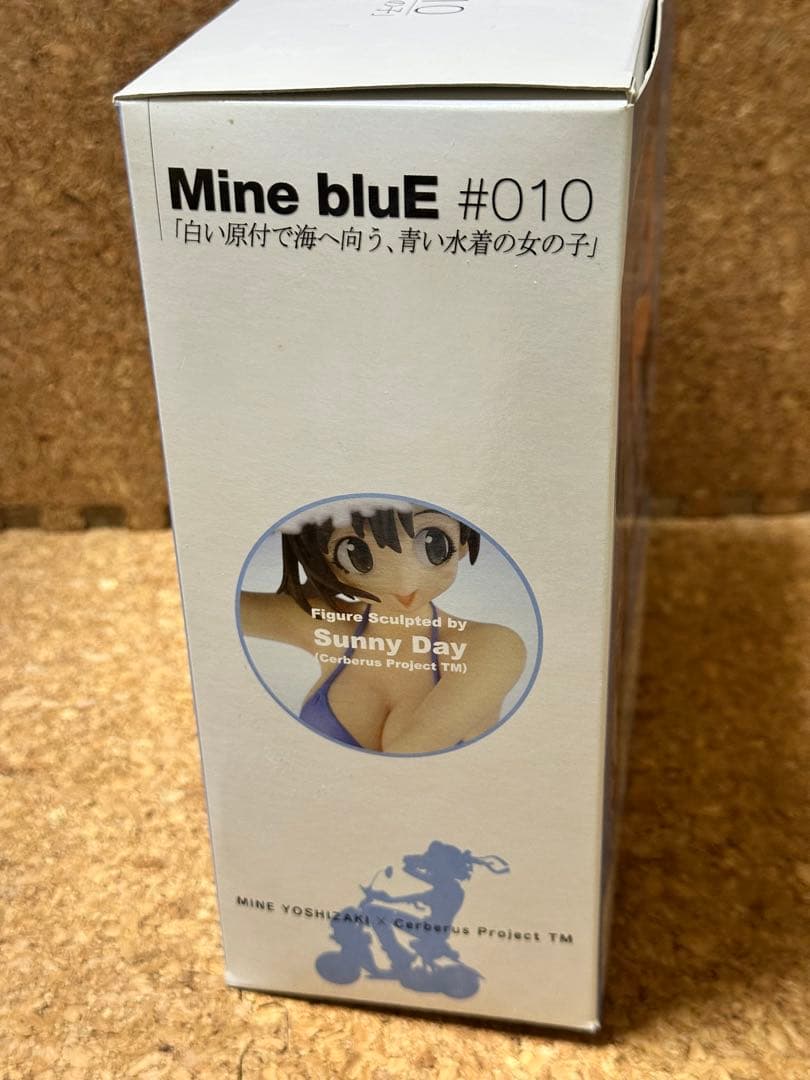 Mine bluE #010
「白い原付で海へ向う、青い水着の女の子」
Figure Sculpted by
Sunny Day
(Cerberus Project TM)
MINE YOSHIZAKI × Cerberus Project TM